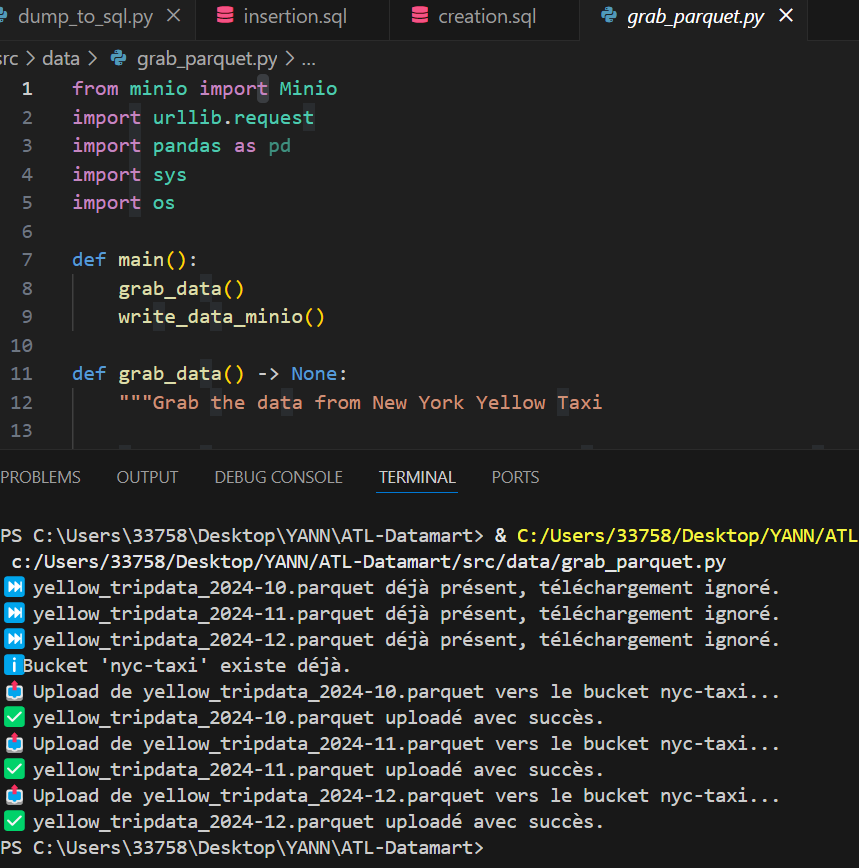 dump_to_sql.py insertion.sql creation.sql grab_parquet.py
src > data > grab_parquet.py > ...
1 from minio import Minio
2 import urllib.request
3 import pandas as pd
4 import sys
5 import os
6
7 def main():
8 grab_data()
9 write_data_minio()
10
11 def grab_data() -> None:
12 """Grab the data from New York Yellow Taxi
13
PROBLEMS OUTPUT DEBUG CONSOLE TERMINAL PORTS
PS C:\Users\33758\Desktop\YANN\ATL-Datamart> & C:/Users/33758/Desktop/YANN/ATL
c:/Users/33758/Desktop/YANN/ATL-Datamart/src/data/grab_parquet.py
⏭ yellow_tripdata_2024-10.parquet déjà présent, téléchargement ignoré.
⏭ yellow_tripdata_2024-11.parquet déjà présent, téléchargement ignoré.
⏭ yellow_tripdata_2024-12.parquet déjà présent, téléchargement ignoré.
ℹBucket 'nyc-taxi' existe déjà.
📤 Upload de yellow_tripdata_2024-10.parquet vers le bucket nyc-taxi...
✅ yellow_tripdata_2024-10.parquet uploadé avec succès.
📤 Upload de yellow_tripdata_2024-11.parquet vers le bucket nyc-taxi...
✅ yellow_tripdata_2024-11.parquet uploadé avec succès.
📤 Upload de yellow_tripdata_2024-12.parquet vers le bucket nyc-taxi...
✅ yellow_tripdata_2024-12.parquet uploadé avec succès.
PS C:\Users\33758\Desktop\YANN\ATL-Datamart>